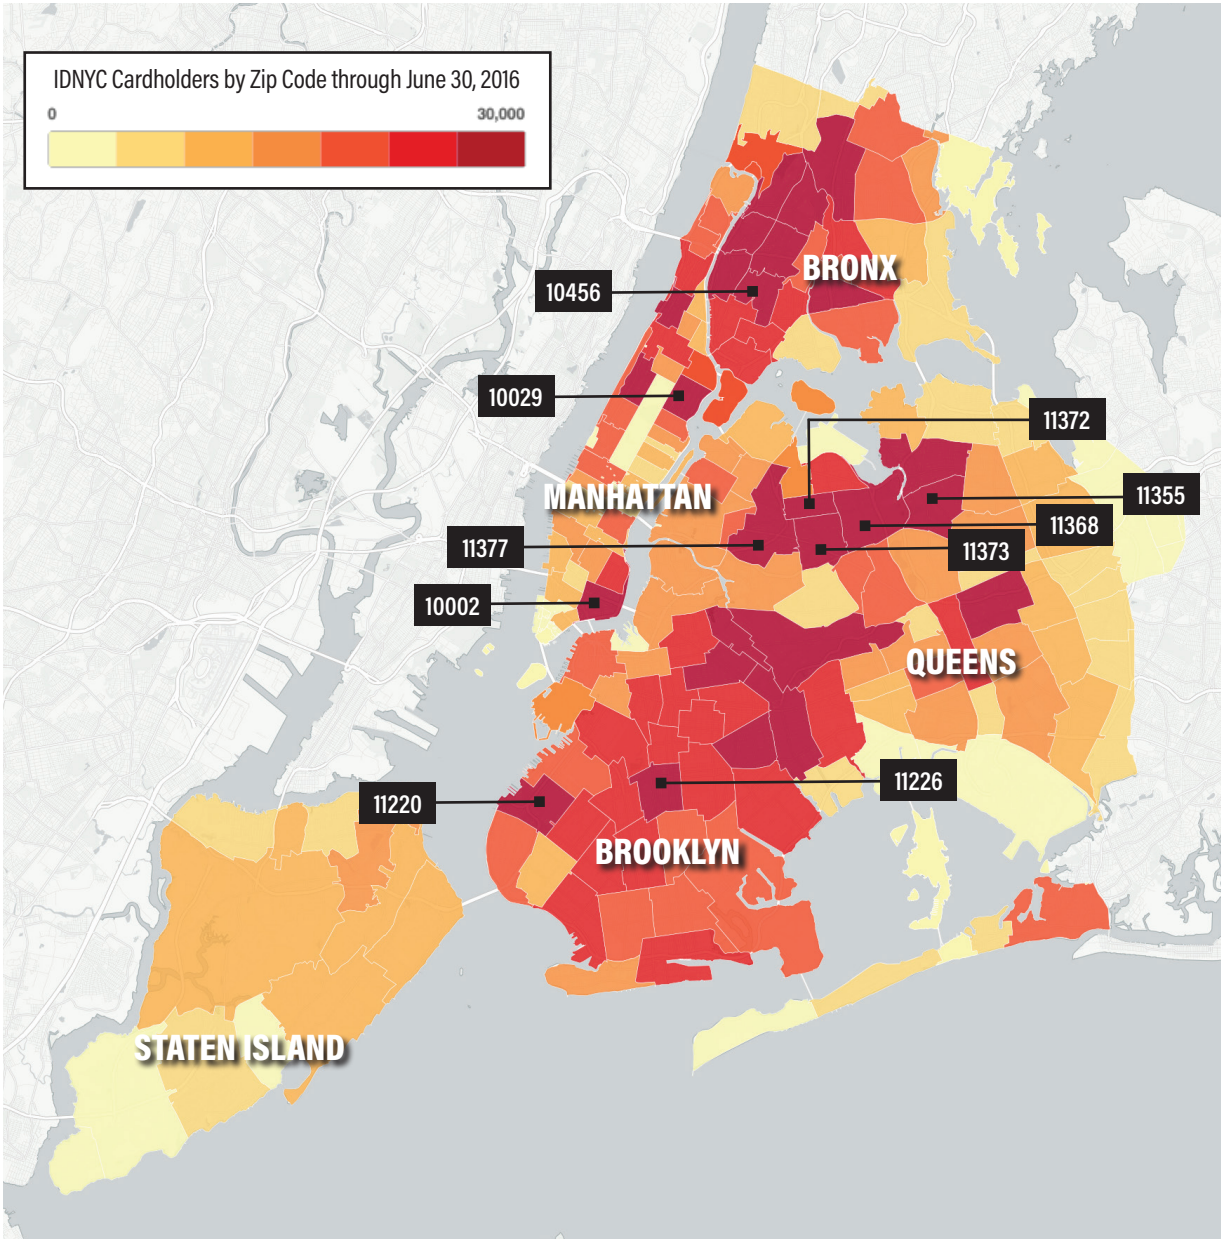 IDNYC Cardholders by Zip Code through June 30, 2016
0
30,000
BRONX
10456
10029
11372
MANHATTAN
11355
11368
11377
11373
10002
QUEENS
11226
11220
BROOKLYN
STATEN ISLAND